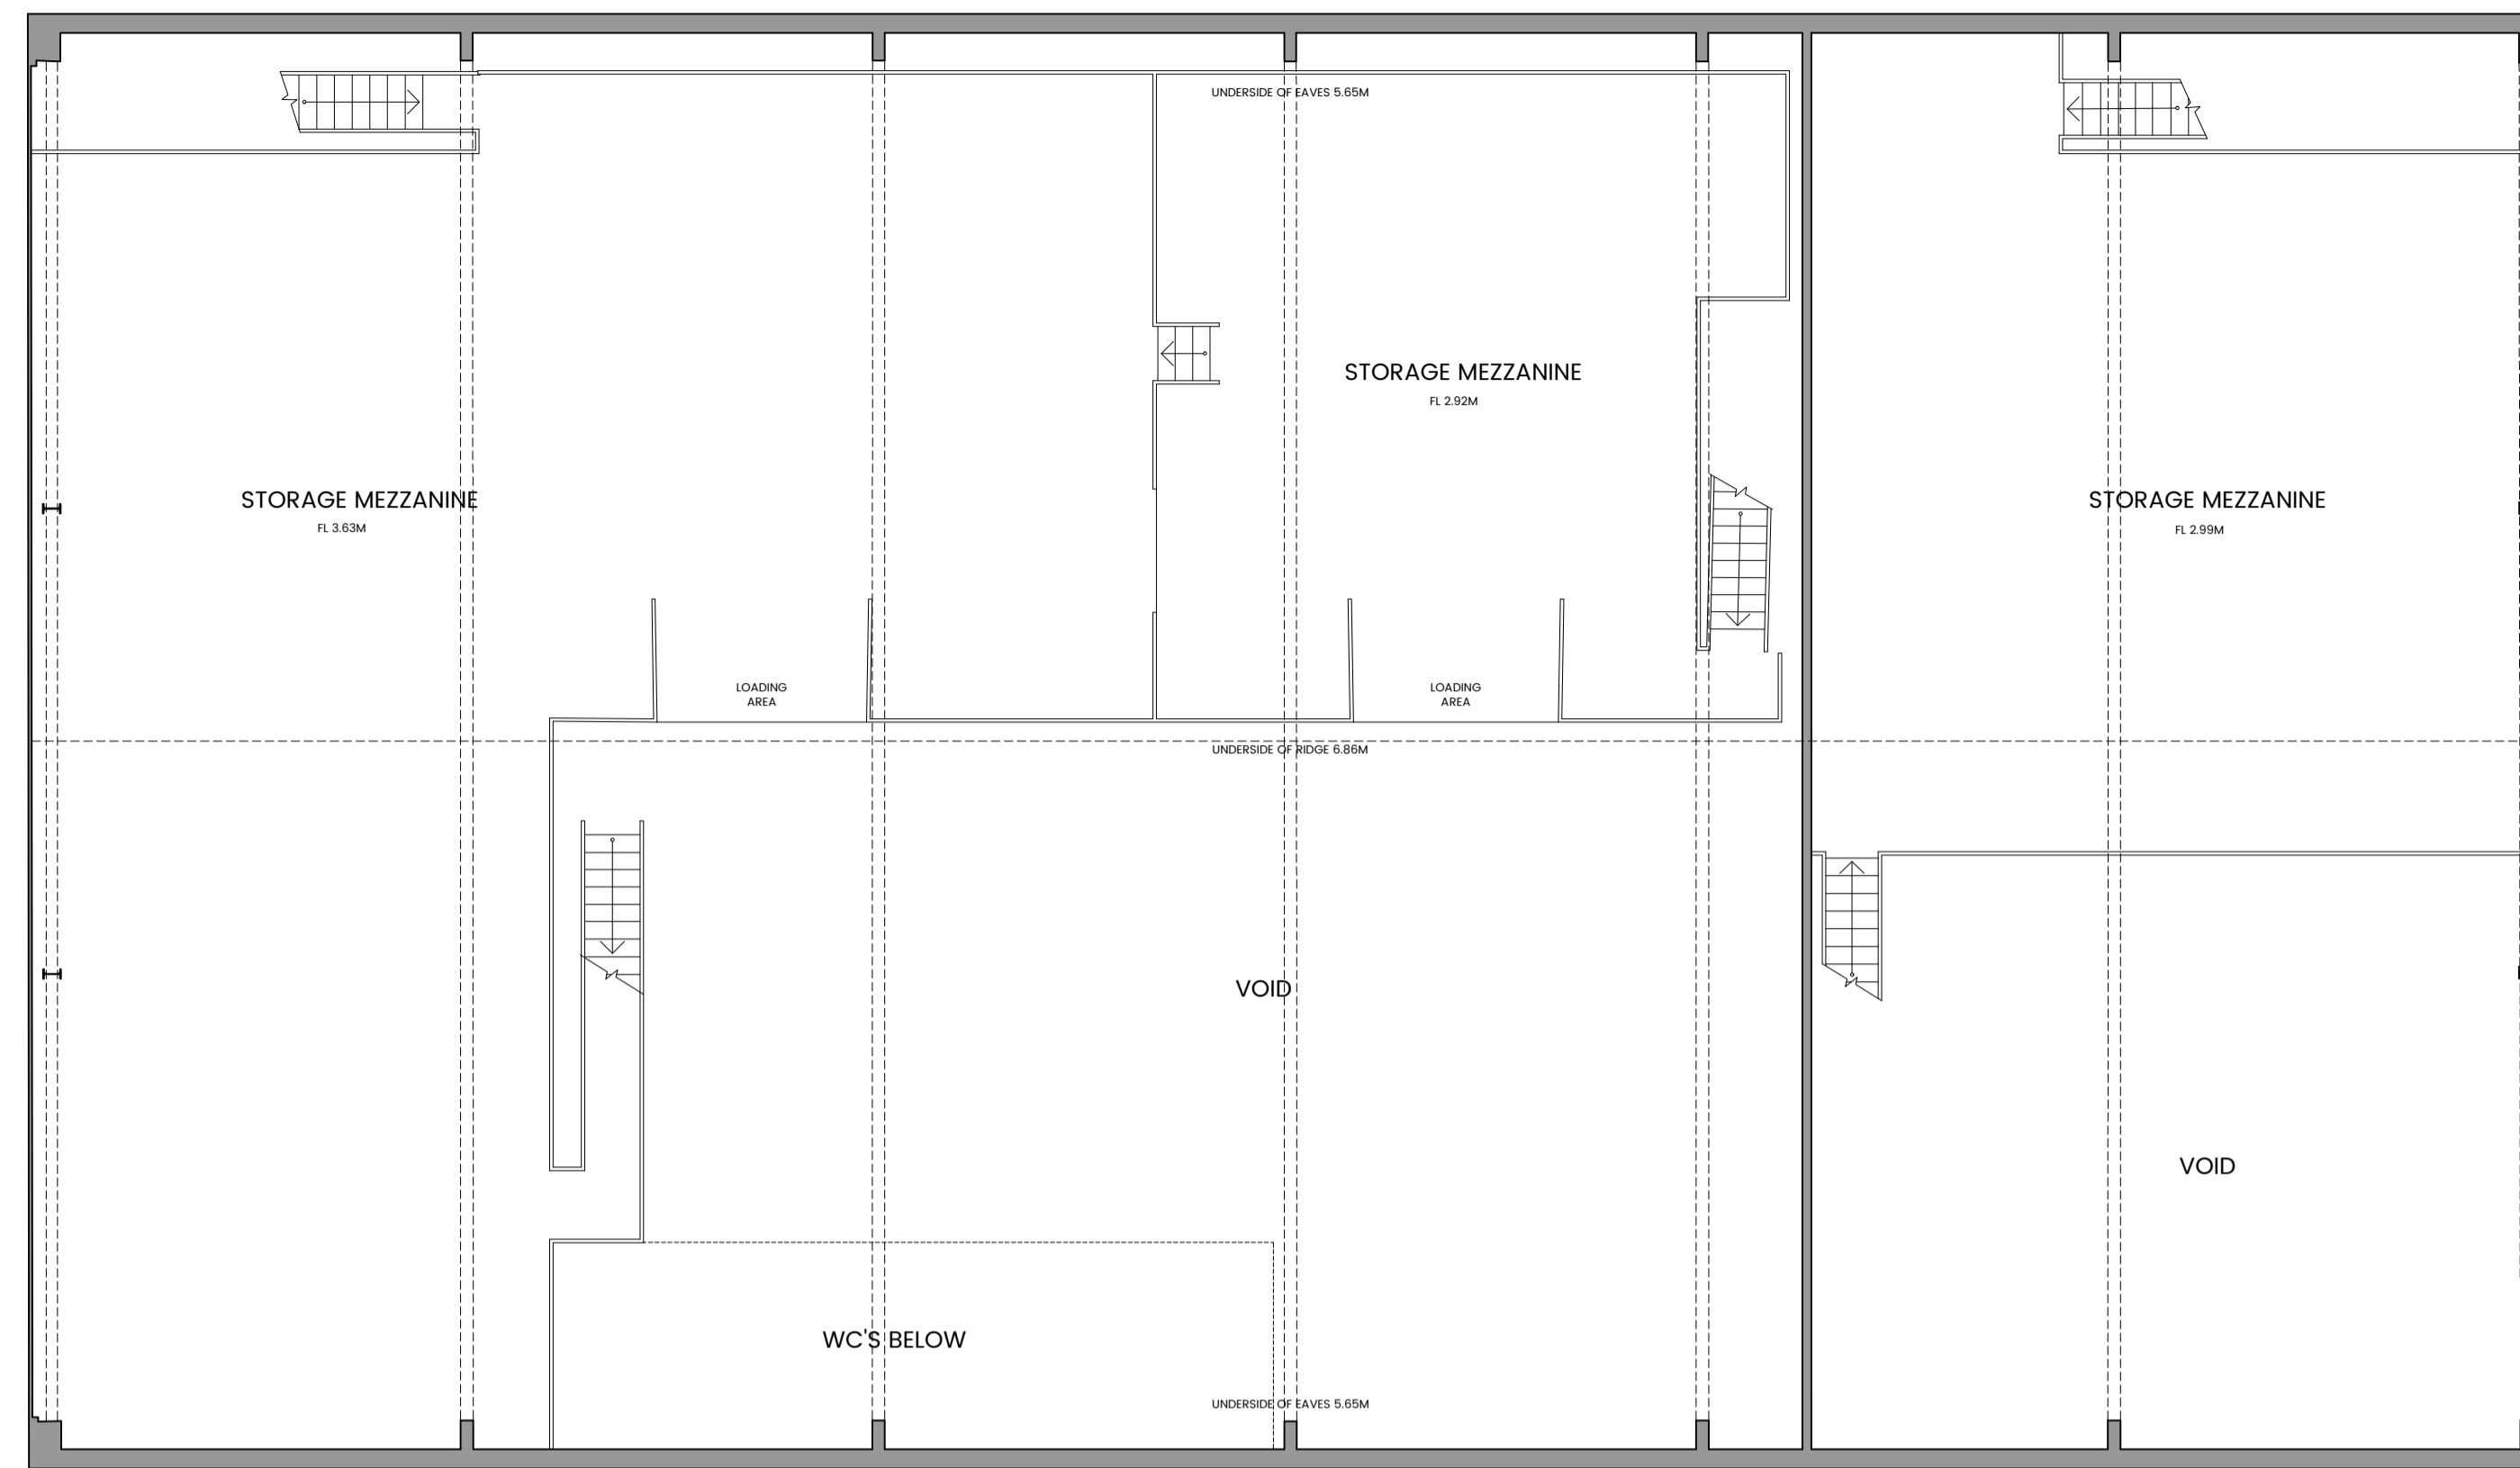 UNDERSIDE OF EAVES 5.65M
STORAGE MEZZANINE
FL 2.92M
STORAGE MEZZANINE
FL 3.63M
STORAGE MEZZANINE
FL 2.99M
LOADING
AREA
LOADING
AREA
UNDERSIDE OF RIDGE 6.86M
VOID
VOID
WC'S BELOW
UNDERSIDE OF EAVES 5.65M